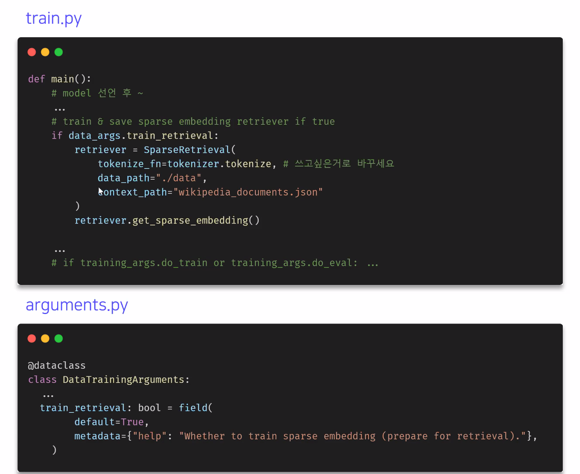 train.py
def main():
# model 선언 후 ~
...
# train & save sparse embedding retriever if true
if data_args.train_retrieval:
retriever = SparseRetrieval(
tokenize_fn=tokenizer.tokenize, # 쓰고싶은거로 바꾸세요
data_path="./data",
context_path="wikipedia_documents.json"
)
retriever.get_sparse_embedding()
...
# if training_args.do_train or training_args.do_eval: ...
arguments.py
@dataclass
class DataTrainingArguments:
...
train_retrieval: bool = field(
default=True,
metadata={"help": "Whether to train sparse embedding (prepare for retrieval)."},
)